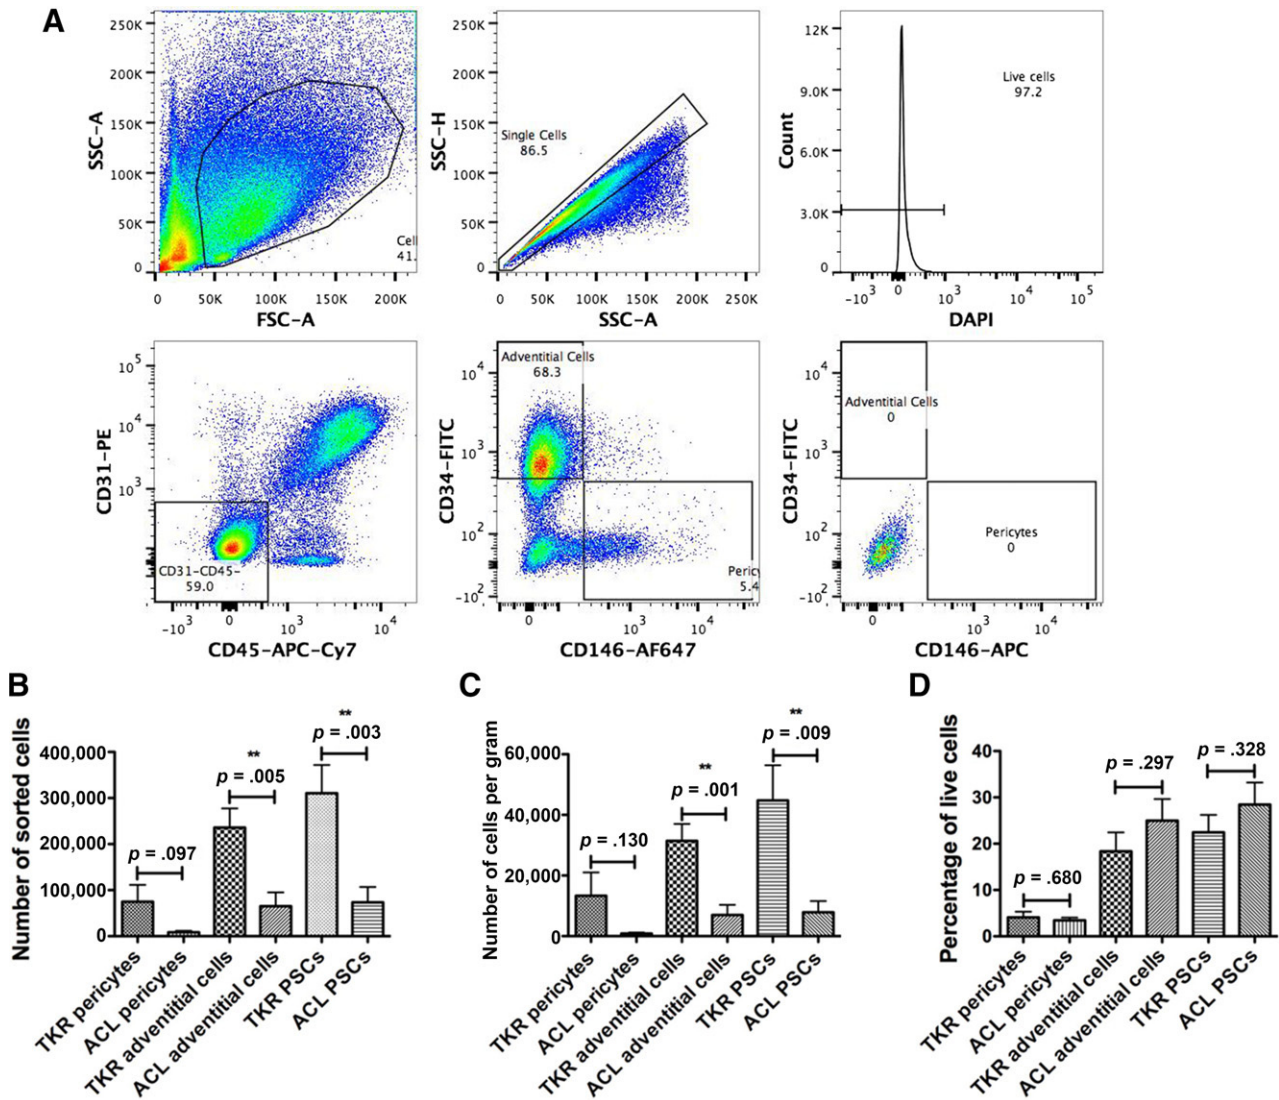 A
250K
200K
150K
100K
50K
0
SSC-A
Cell
41.
0 50K 100K 150K 200K
FSC-A
250K
200K
150K
100K
50K
0
SSC-H
Single Cells
86.5
0 50K 100K 150K 200K 250K
SSC-A
12K
9.0K
6.0K
3.0K
0
Count
Live cells
97.2
-10³ 0 10³ 10⁴ 10⁵
DAPI
10⁵
10⁴
10³
CD31-PE
CD31-CD45-
59.0
-10³ 0 10³ 10⁴
CD45-APC-Cy7
10⁴
10³
10²
-10²
CD34-FITC
Adventitial Cells
68.3
Peric
5.4
0 10³ 10⁴
CD146-AF647
10⁴
10³
10²
-10²
CD34-FITC
Adventitial Cells
0
Pericytes
0
0 10³ 10⁴
CD146-APC
B
Number of sorted cells
400,000
300,000
200,000
100,000
0
p = .097
**
p = .005
**
p = .003
TKR pericytes
ACL pericytes
TKR adventitial cells
ACL adventitial cells
TKR PSCs
ACL PSCs
C
Number of cells per gram
60,000
40,000
20,000
0
p = .130
**
p = .001
**
p = .009
TKR pericytes
ACL pericytes
TKR adventitial cells
ACL adventitial cells
TKR PSCs
ACL PSCs
D
Percentage of live cells
40
30
20
10
0
p = .680
p = .297
p = .328
TKR pericytes
ACL pericytes
TKR adventitial cells
ACL adventitial cells
TKR PSCs
ACL PSCs